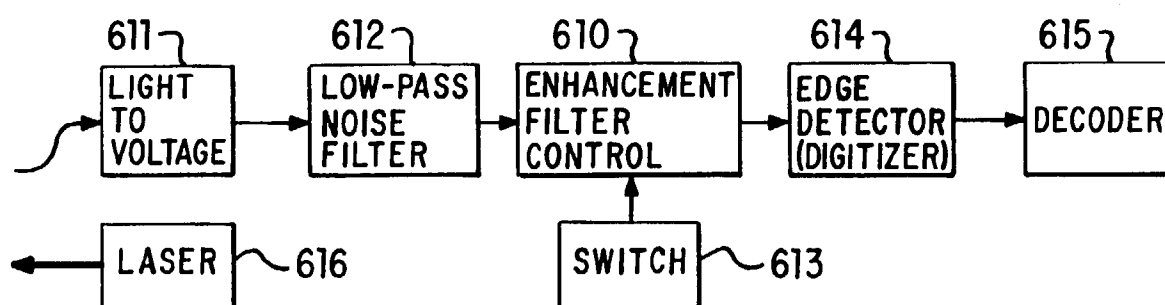 611
612
610
614
615
LIGHT
TO
VOLTAGE
LOW-PASS
NOISE
FILTER
ENHANCEMENT
FILTER
CONTROL
EDGE
DETECTOR
(DIGITIZER)
DECODER
LASER
616
SWITCH
613